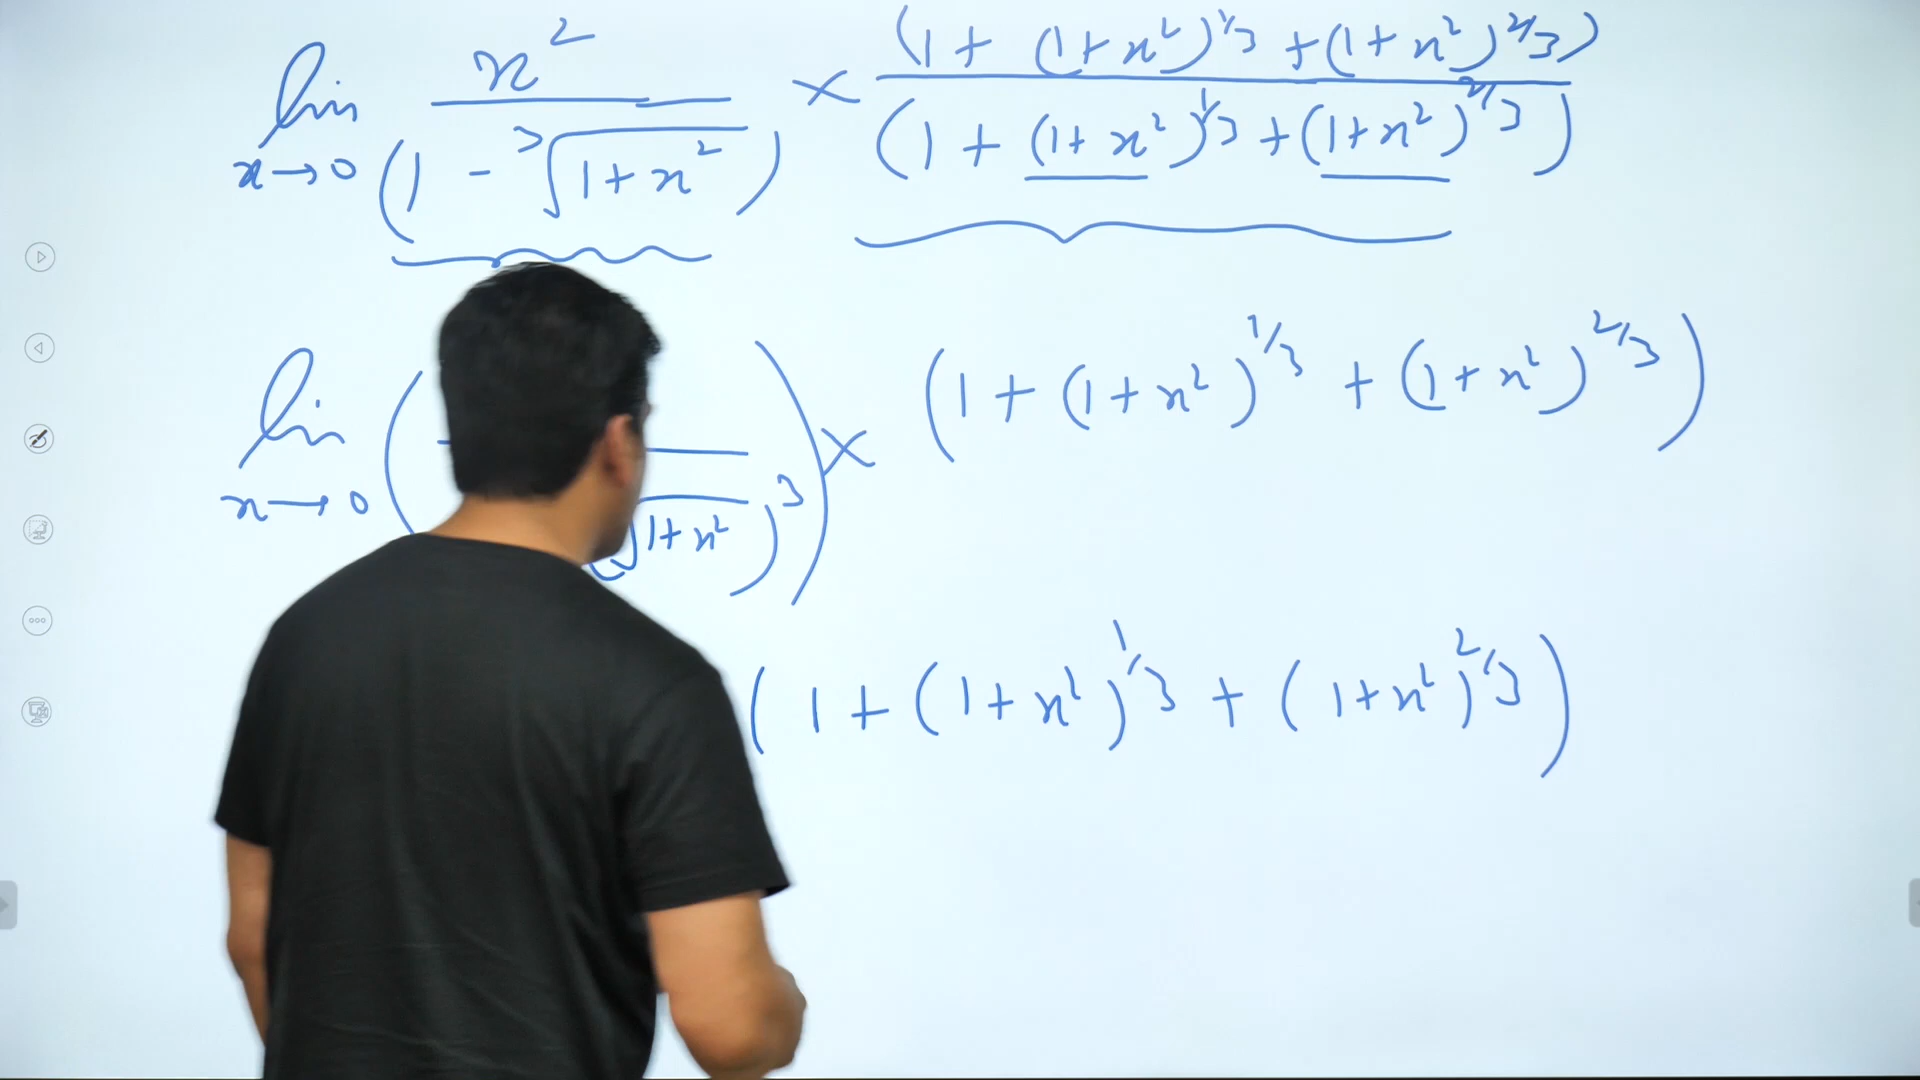 lim x→0 x² / (1 - ³√(1+x²)) × (1 + (1+x²)^1/3 + (1+x²)^2/3) / (1 + (1+x²)^1/3 + (1+x²)^2/3)
lim x→0 ( √(1+x²))³ ) × (1 + (1+x²)^1/3 + (1+x²)^2/3)
(1 + (1+x²)^1/3 + (1+x²)^2/3)